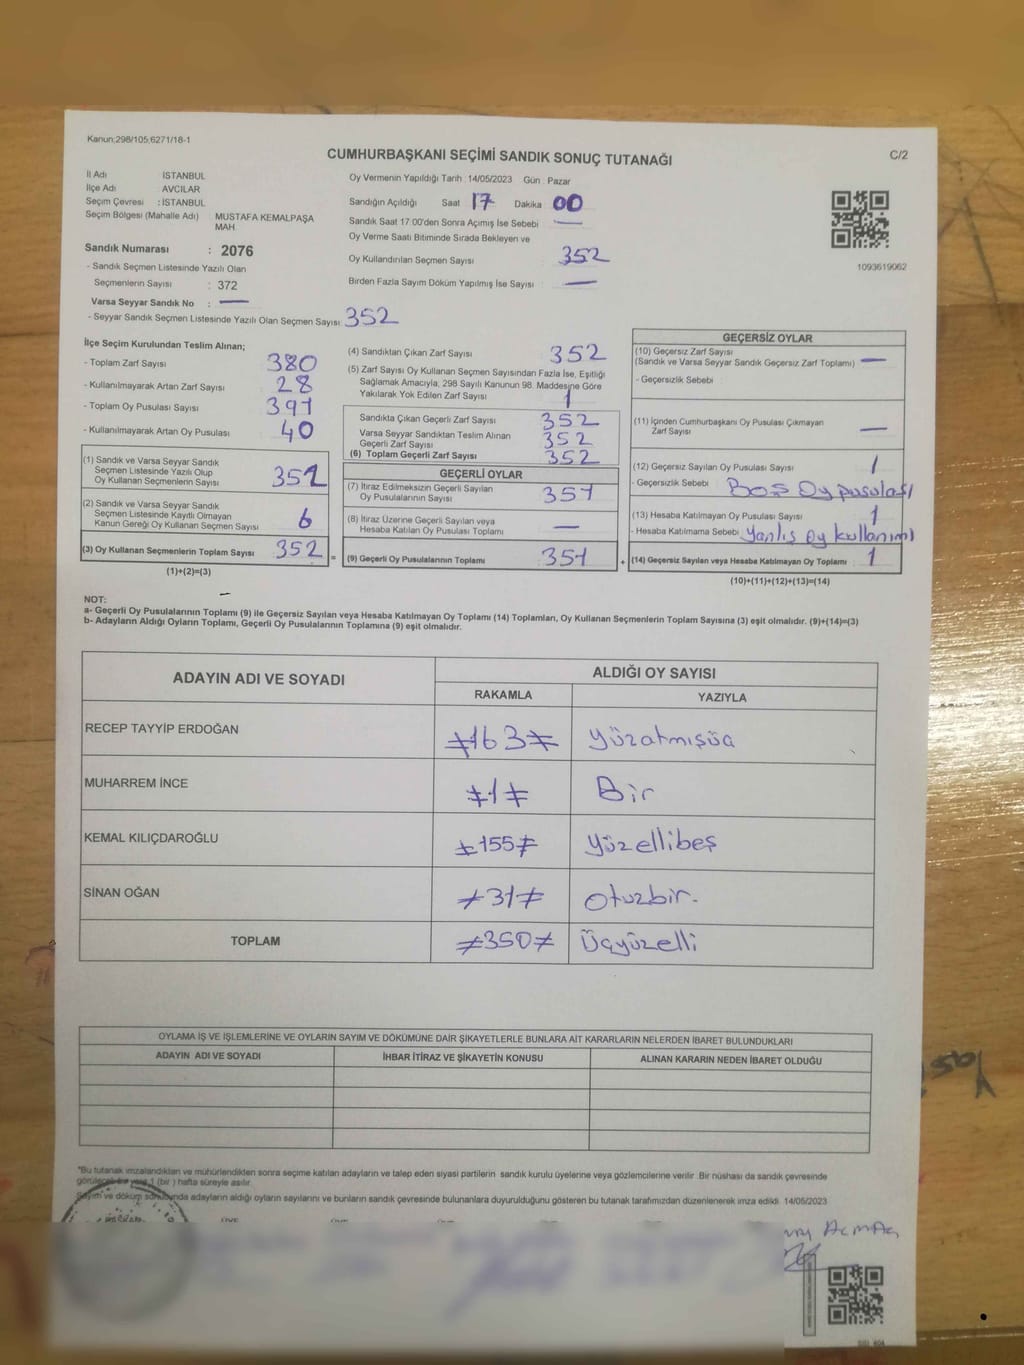 Kanun;298/105;6271/18-1
CUMHURBAŞKANI SEÇİMİ SANDIK SONUÇ TUTANAĞI
C/2
İl Adı İSTANBUL
İlçe Adı AVCILAR
Seçim Çevresi : İSTANBUL
Seçim Bölgesi (Mahalle Adı) MUSTAFA KEMALPAŞA
MAH
Sandık Numarası : 2076
- Sandık Seçmen Listesinde Yazılı Olan
Seçmenlerin Sayısı : 372
Varsa Seyyar Sandık No : —
- Seyyar Sandık Seçmen Listesinde Yazılı Olan Seçmen Sayısı 352
Oy Vermenin Yapıldığı Tarih : 14/05/2023 Gün : Pazar
Sandığın Açıldığı Saat 17 Dakika 00
Sandık Saat 17:00'den Sonra Açımış İse Sebebi —
Oy Verme Saati Bitiminde Sırada Bekleyen ve
Oy Kullandırılan Seçmen Sayısı 352
Birden Fazla Sayım Döküm Yapılmış İse Sayısı —
1093619062
İlçe Seçim Kurulundan Teslim Alınan;
- Toplam Zarf Sayısı 380
- Kullanılmayarak Artan Zarf Sayısı 28
- Toplam Oy Pusulası Sayısı 391
- Kullanılmayarak Artan Oy Pusulası 40
(1) Sandık ve Varsa Seyyar Sandık
Seçmen Listesinde Yazılı Olup
Oy Kullanan Seçmenlerin Sayısı 352
(2) Sandık ve Varsa Seyyar Sandık
Seçmen Listesinde Kayıtlı Olmayan
Kanun Gereği Oy Kullanan Seçmen Sayısı 6
(3) Oy Kullanan Seçmenlerin Toplam Sayısı 352 =
(1)+(2)=(3)
(4) Sandıktan Çıkan Zarf Sayısı 352
(5) Zarf Sayısı Oy Kullanan Seçmen Sayısından Fazla İse, Eşitliği
Sağlamak Amacıyla, 298 Sayılı Kanunun 98. Maddesine Göre
Yakılarak Yok Edilen Zarf Sayısı 1
Sandıkta Çıkan Geçerli Zarf Sayısı 352
Varsa Seyyar Sandıktan Teslim Alınan
Geçerli Zarf Sayısı 352
(6) Toplam Geçerli Zarf Sayısı 352
GEÇERLİ OYLAR
(7) İtiraz Edilmeksizin Geçerli Sayılan
Oy Pusulalarının Sayısı 351
(8) İtiraz Üzerine Geçerli Sayılan veya
Hesaba Katılan Oy Pusulası Toplamı —
(9) Geçerli Oy Pusulalarının Toplamı 351 +
GEÇERSİZ OYLAR
(10) Geçersiz Zarf Sayısı
(Sandık ve Varsa Seyyar Sandık Geçersiz Zarf Toplamı) —
- Geçersizlik Sebebi
(11) İçinden Cumhurbaşkanı Oy Pusulası Çıkmayan
Zarf Sayısı —
(12) Geçersiz Sayılan Oy Pusulası Sayısı 1
- Geçersizlik Sebebi : Boş Oy pusulası
(13) Hesaba Katılmayan Oy Pusulası Sayısı 1
- Hesaba Katılmama Sebebi Yanlış Oy kullanımı
(14) Geçersiz Sayılan veya Hesaba Katılmayan Oy Toplamı 1
(10)+(11)+(12)+(13)=(14)
NOT:
a- Geçerli Oy Pusulalarının Toplamı (9) ile Geçersiz Sayılan veya Hesaba Katılmayan Oy Toplamı (14) Toplamları, Oy Kullanan Seçmenlerin Toplam Sayısına (3) eşit olmalıdır. (9)+(14)=(3)
b- Adayların Aldığı Oyların Toplamı, Geçerli Oy Pusulalarının Toplamına (9) eşit olmalıdır.
ADAYIN ADI VE SOYADI
ALDIĞI OY SAYISI
RAKAMLA YAZIYLA
RECEP TAYYİP ERDOĞAN ≠163≠ Yüzatmışüç
MUHARREM İNCE ≠1≠ Bir
KEMAL KILIÇDAROĞLU ≠155≠ Yüzellibeş
SİNAN OĞAN ≠31≠ Otuzbir.
TOPLAM ≠350≠ Üçyüzelli
OYLAMA İŞ VE İŞLEMLERİNE VE OYLARIN SAYIM VE DÖKÜMÜNE DAİR ŞİKAYETLERLE BUNLARA AİT KARARLARIN NELERDEN İBARET BULUNDUKLARI
ADAYIN ADI VE SOYADI İHBAR İTİRAZ VE ŞİKAYETİN KONUSU ALINAN KARARIN NEDEN İBARET OLDUĞU
*Bu tutanak imzalandıktan ve mühürlendikten sonra seçime katılan adayların ve talep eden siyasi partilerin sandık kurulu üyelerine veya gözlemcilerine verilir. Bir nüshası da sandık çevresinde
görülecek bir yere 1 (bir) hafta süreyle asılır.
Sayım ve döküm sonucunda adayların aldığı oyların sayılarını ve bunların sandık çevresinde bulunanlara duyurulduğunu gösteren bu tutanak tarafımızdan düzenlenerek imza edildi. 14/05/2023